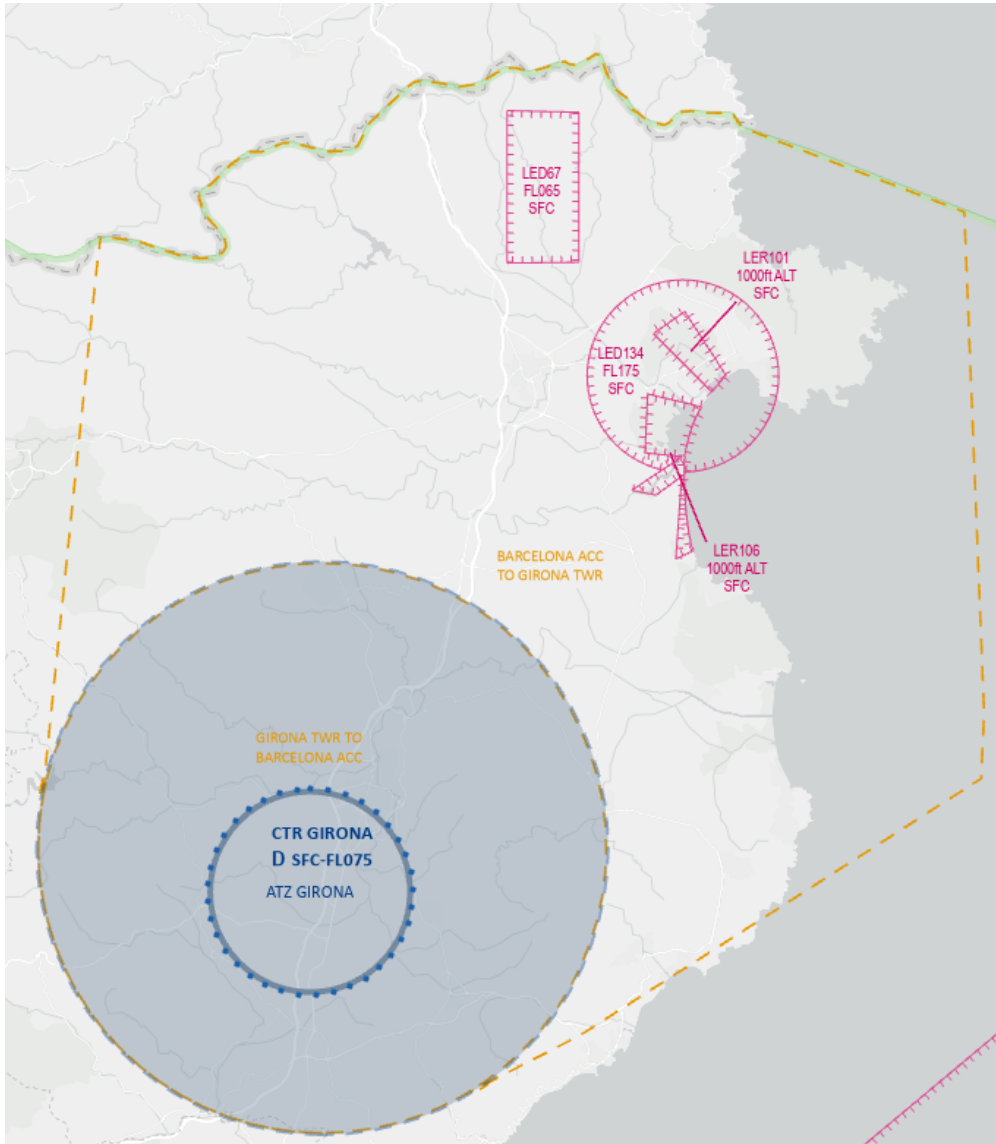 LED67
FL065
SFC
LER101
1000ft ALT
SFC
LED134
FL175
SFC
BARCELONA ACC
TO GIRONA TWR
LER106
1000ft ALT
SFC
GIRONA TWR TO
BARCELONA ACC
CTR GIRONA
D SFC-FL075
ATZ GIRONA